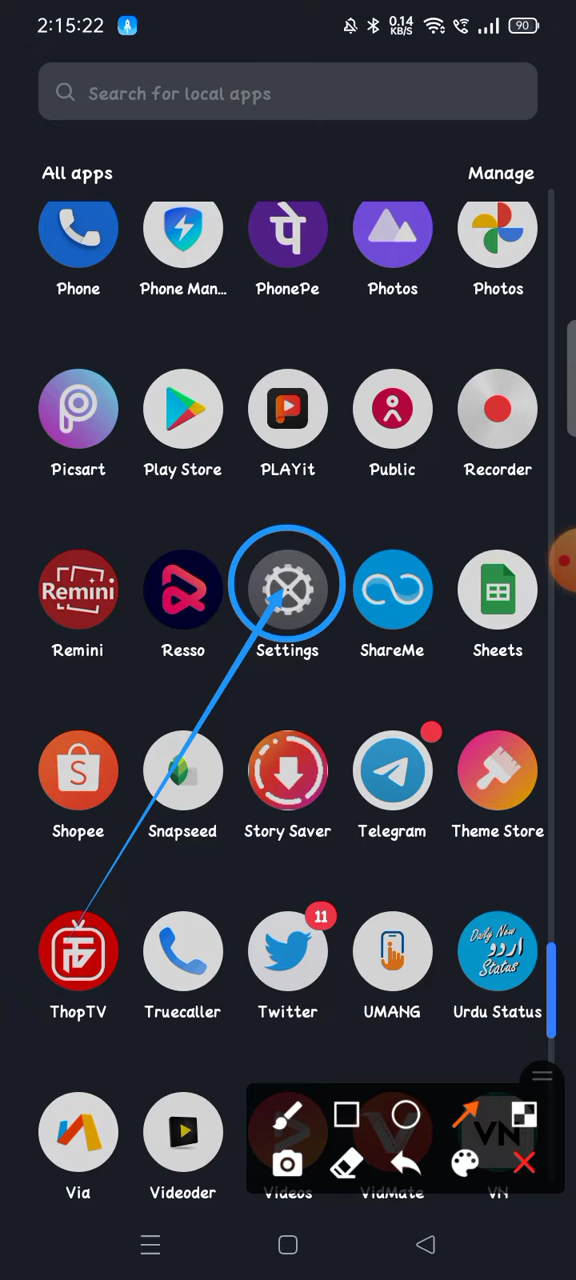 2:15:22
0.14
KB/S
90
Search for local apps
All apps
Manage
पे
Phone
Phone Man...
PhonePe
Photos
Photos
Picsart
Play Store
PLAYit
Public
Recorder
Remini
Remini
Resso
Settings
ShareMe
Sheets
S
Shopee
Snapseed
Story Saver
Telegram
Theme Store
11
Daily New
اردو
Status
ThopTV
Truecaller
Twitter
UMANG
Urdu Status
VN
Via
Videoder
Videos
VidMate
VN